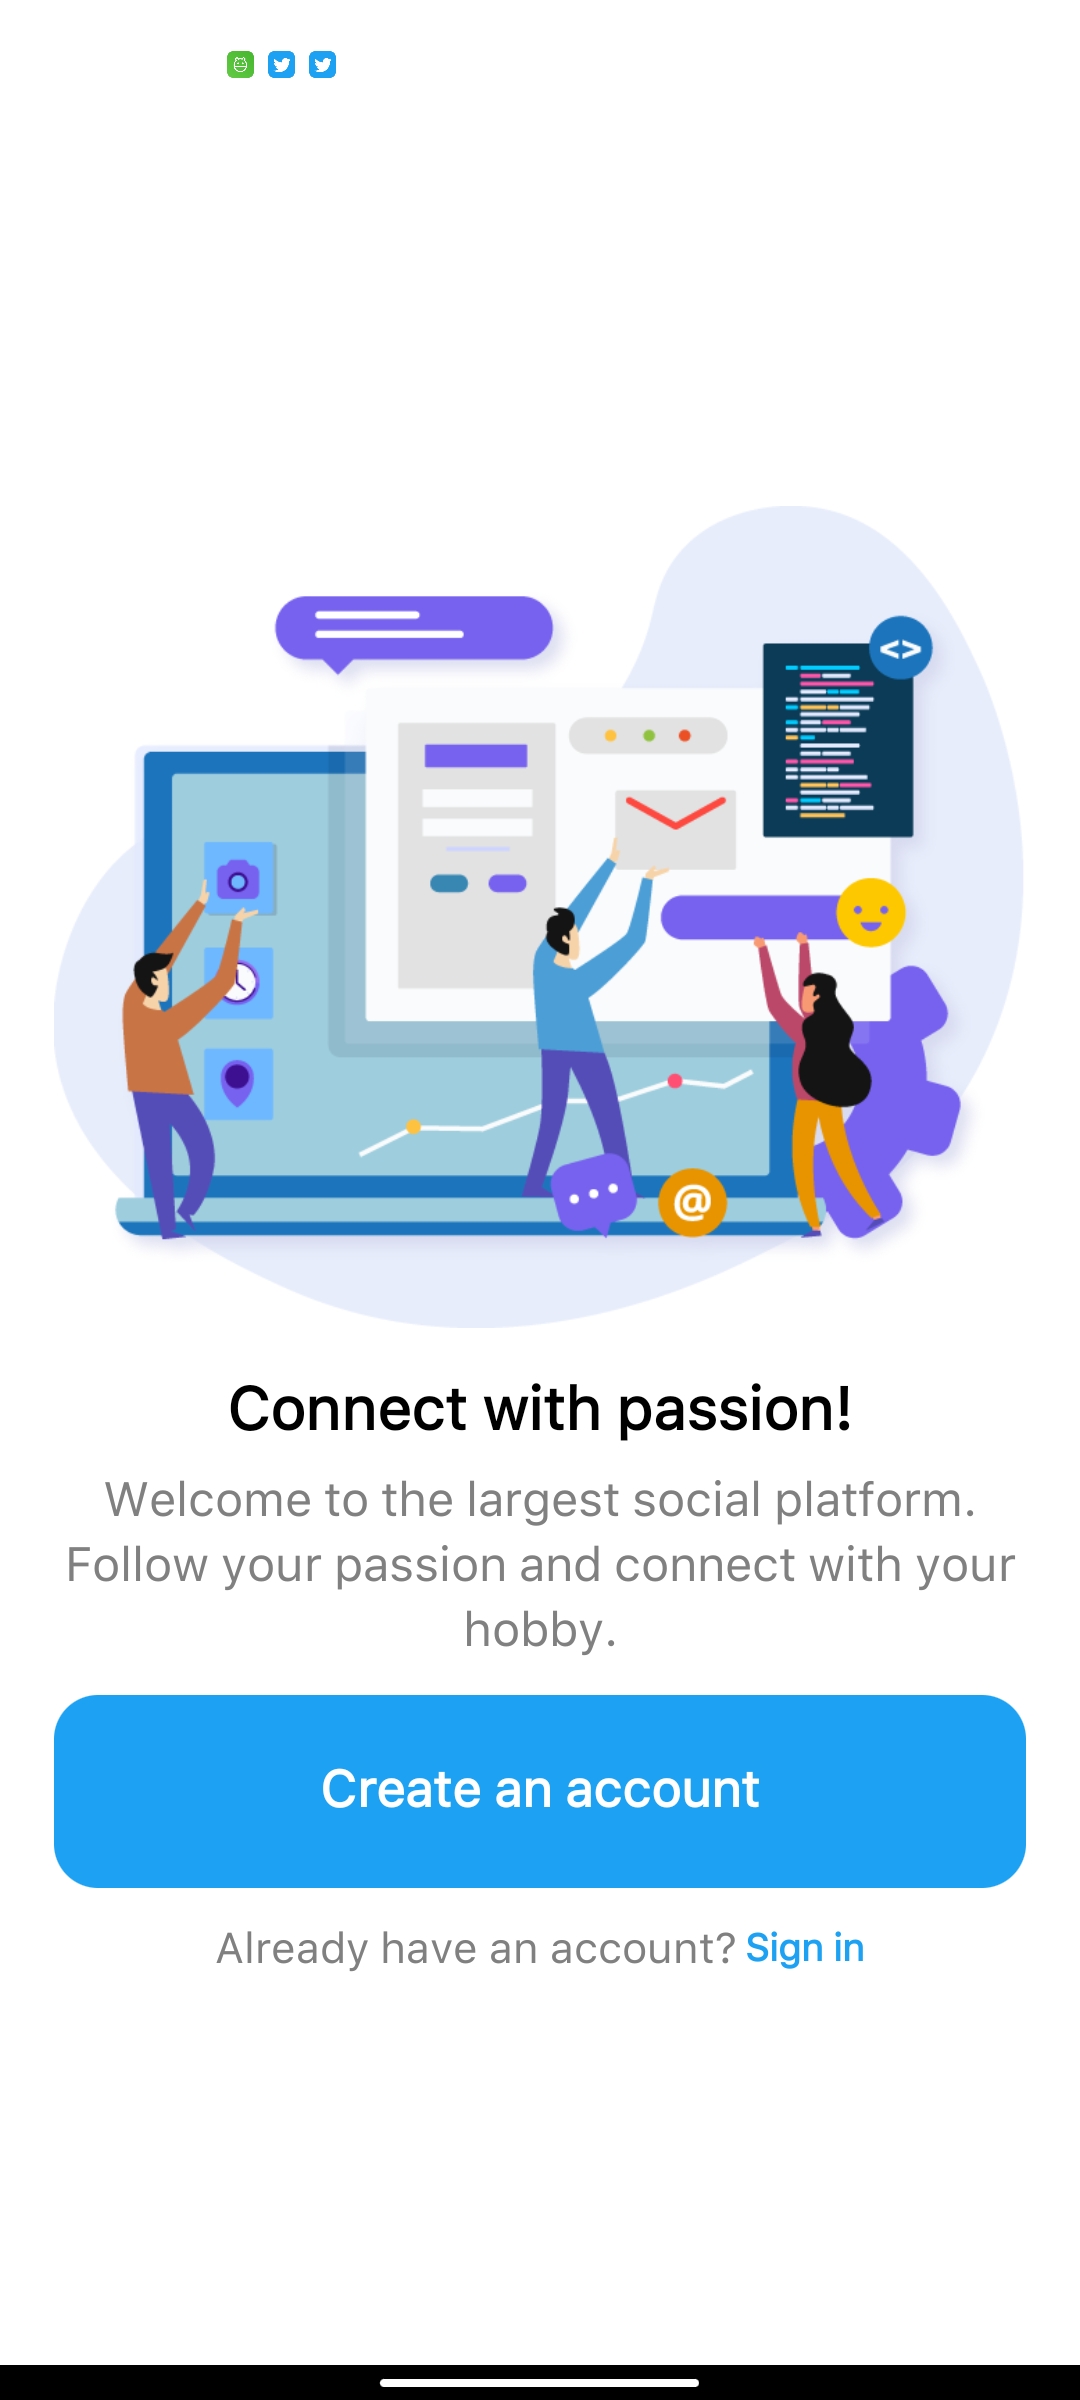 <>
@
Connect with passion!
Welcome to the largest social platform.
Follow your passion and connect with your
hobby.
Create an account
Already have an account? Sign in